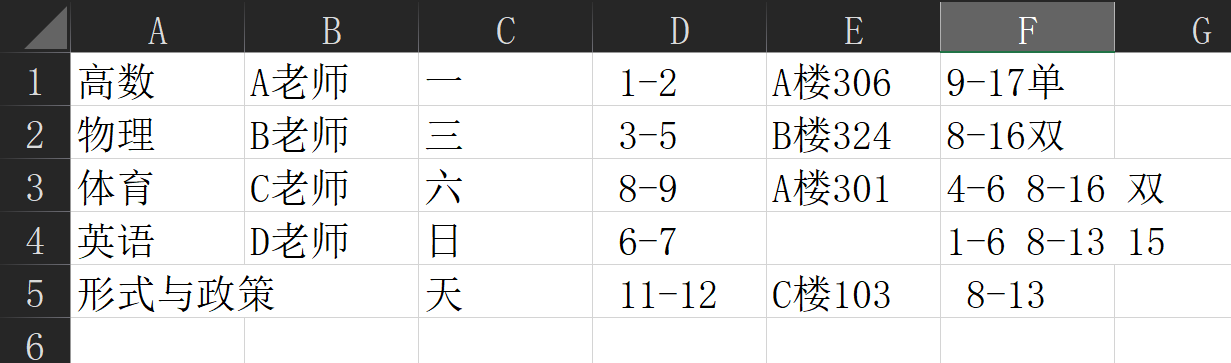 A B C D E F G
1 高数 A老师 一 1-2 A楼306 9-17单
2 物理 B老师 三 3-5 B楼324 8-16双
3 体育 C老师 六 8-9 A楼301 4-6 8-16 双
4 英语 D老师 日 6-7 1-6 8-13 15
5 形式与政策 天 11-12 C楼103 8-13
6